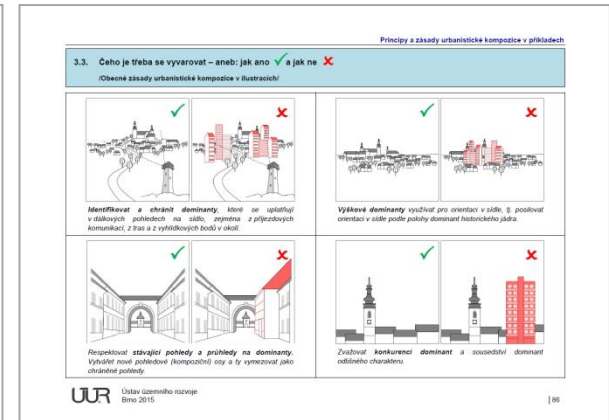 Principy a zásady urbanistické kompozice v příkladech
3.3. Čeho je třeba se vyvarovat – aneb: jak ano ✓ a jak ne ✗
/Obecné zásady urbanistické kompozice v ilustracích/
Identifikovat a chránit dominanty, které se uplatňují
v dálkových pohledech na sídlo, zejména z příjezdových
komunikací, z tras a z vyhlídkových bodů v okolí.
Výškové dominanty využívat pro orientaci v sídle, tj. posilovat
orientaci v sídle podle polohy dominant historického jádra.
Respektovat stávající pohledy a průhledy na dominanty.
Vytvářet nové pohledové (kompoziční) osy a ty vymezovat jako
chráněné pohledy.
Zvažovat konkurenci dominant a sousedství dominant
odlišného charakteru.
UUR Ústav územního rozvoje
Brno 2015
| 86